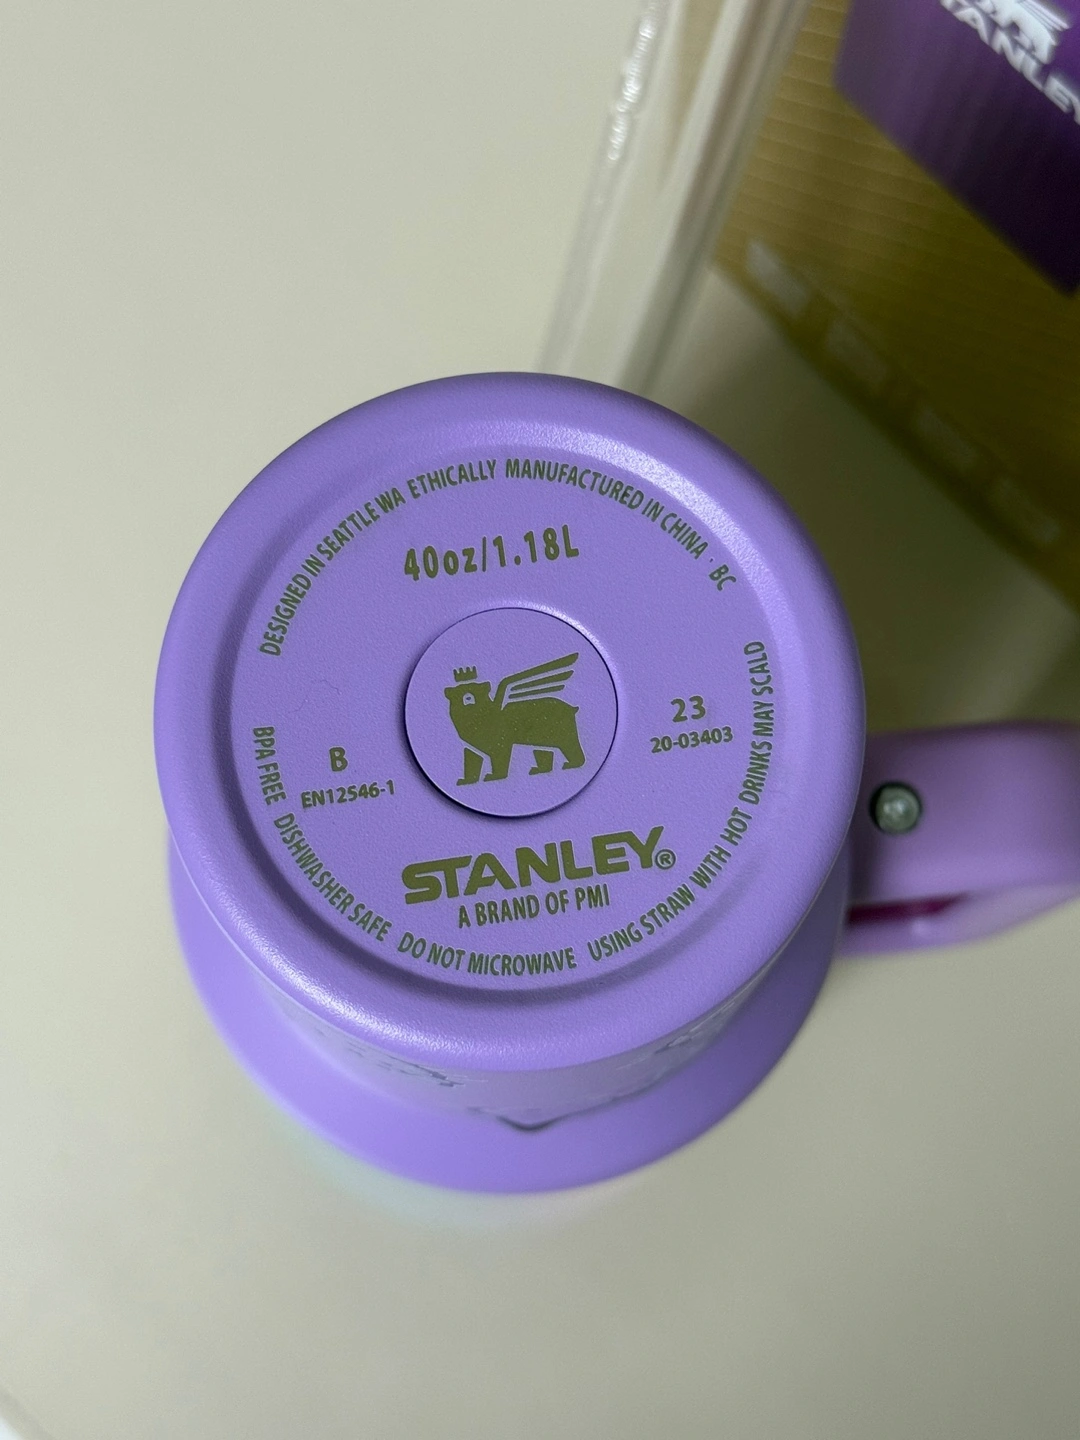 STANLEY
DESIGNED IN SEATTLE WA ETHICALLY MANUFACTURED IN CHINA · BC
40oz/1.18L
B
EN12546-1
23
20-03403
STANLEY®
A BRAND OF PMI
BPA FREE DISHWASHER SAFE DO NOT MICROWAVE USING STRAW WITH HOT DRINKS MAY SCALD